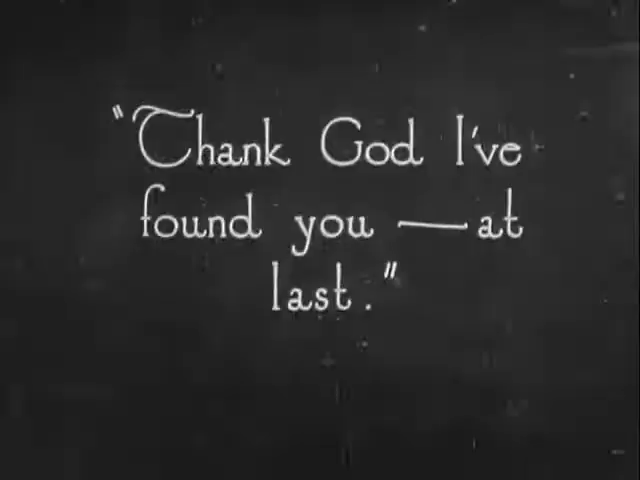 "Thank God I've
found you — at
last."